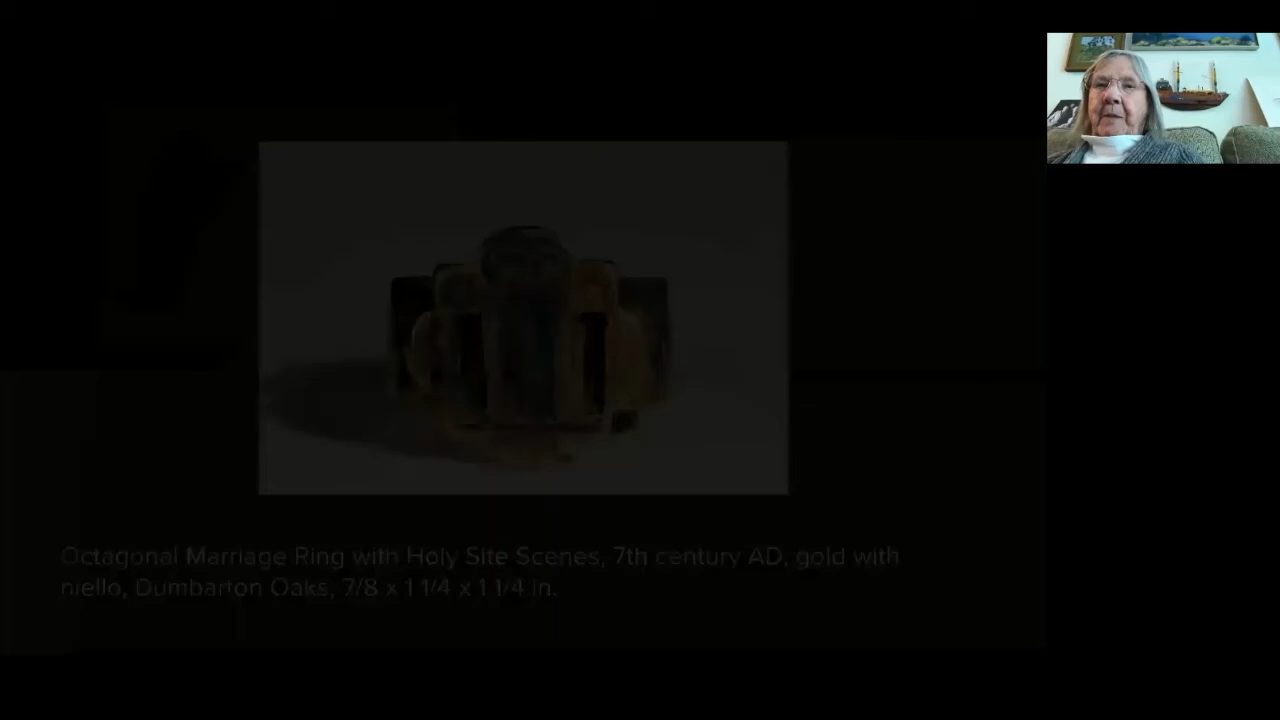 Octagonal Marriage Ring with Holy Site Scenes, 7th century AD, gold with
niello, Dumbarton Oaks, 7/8 x 1 1/4 x 1 1/4 in.